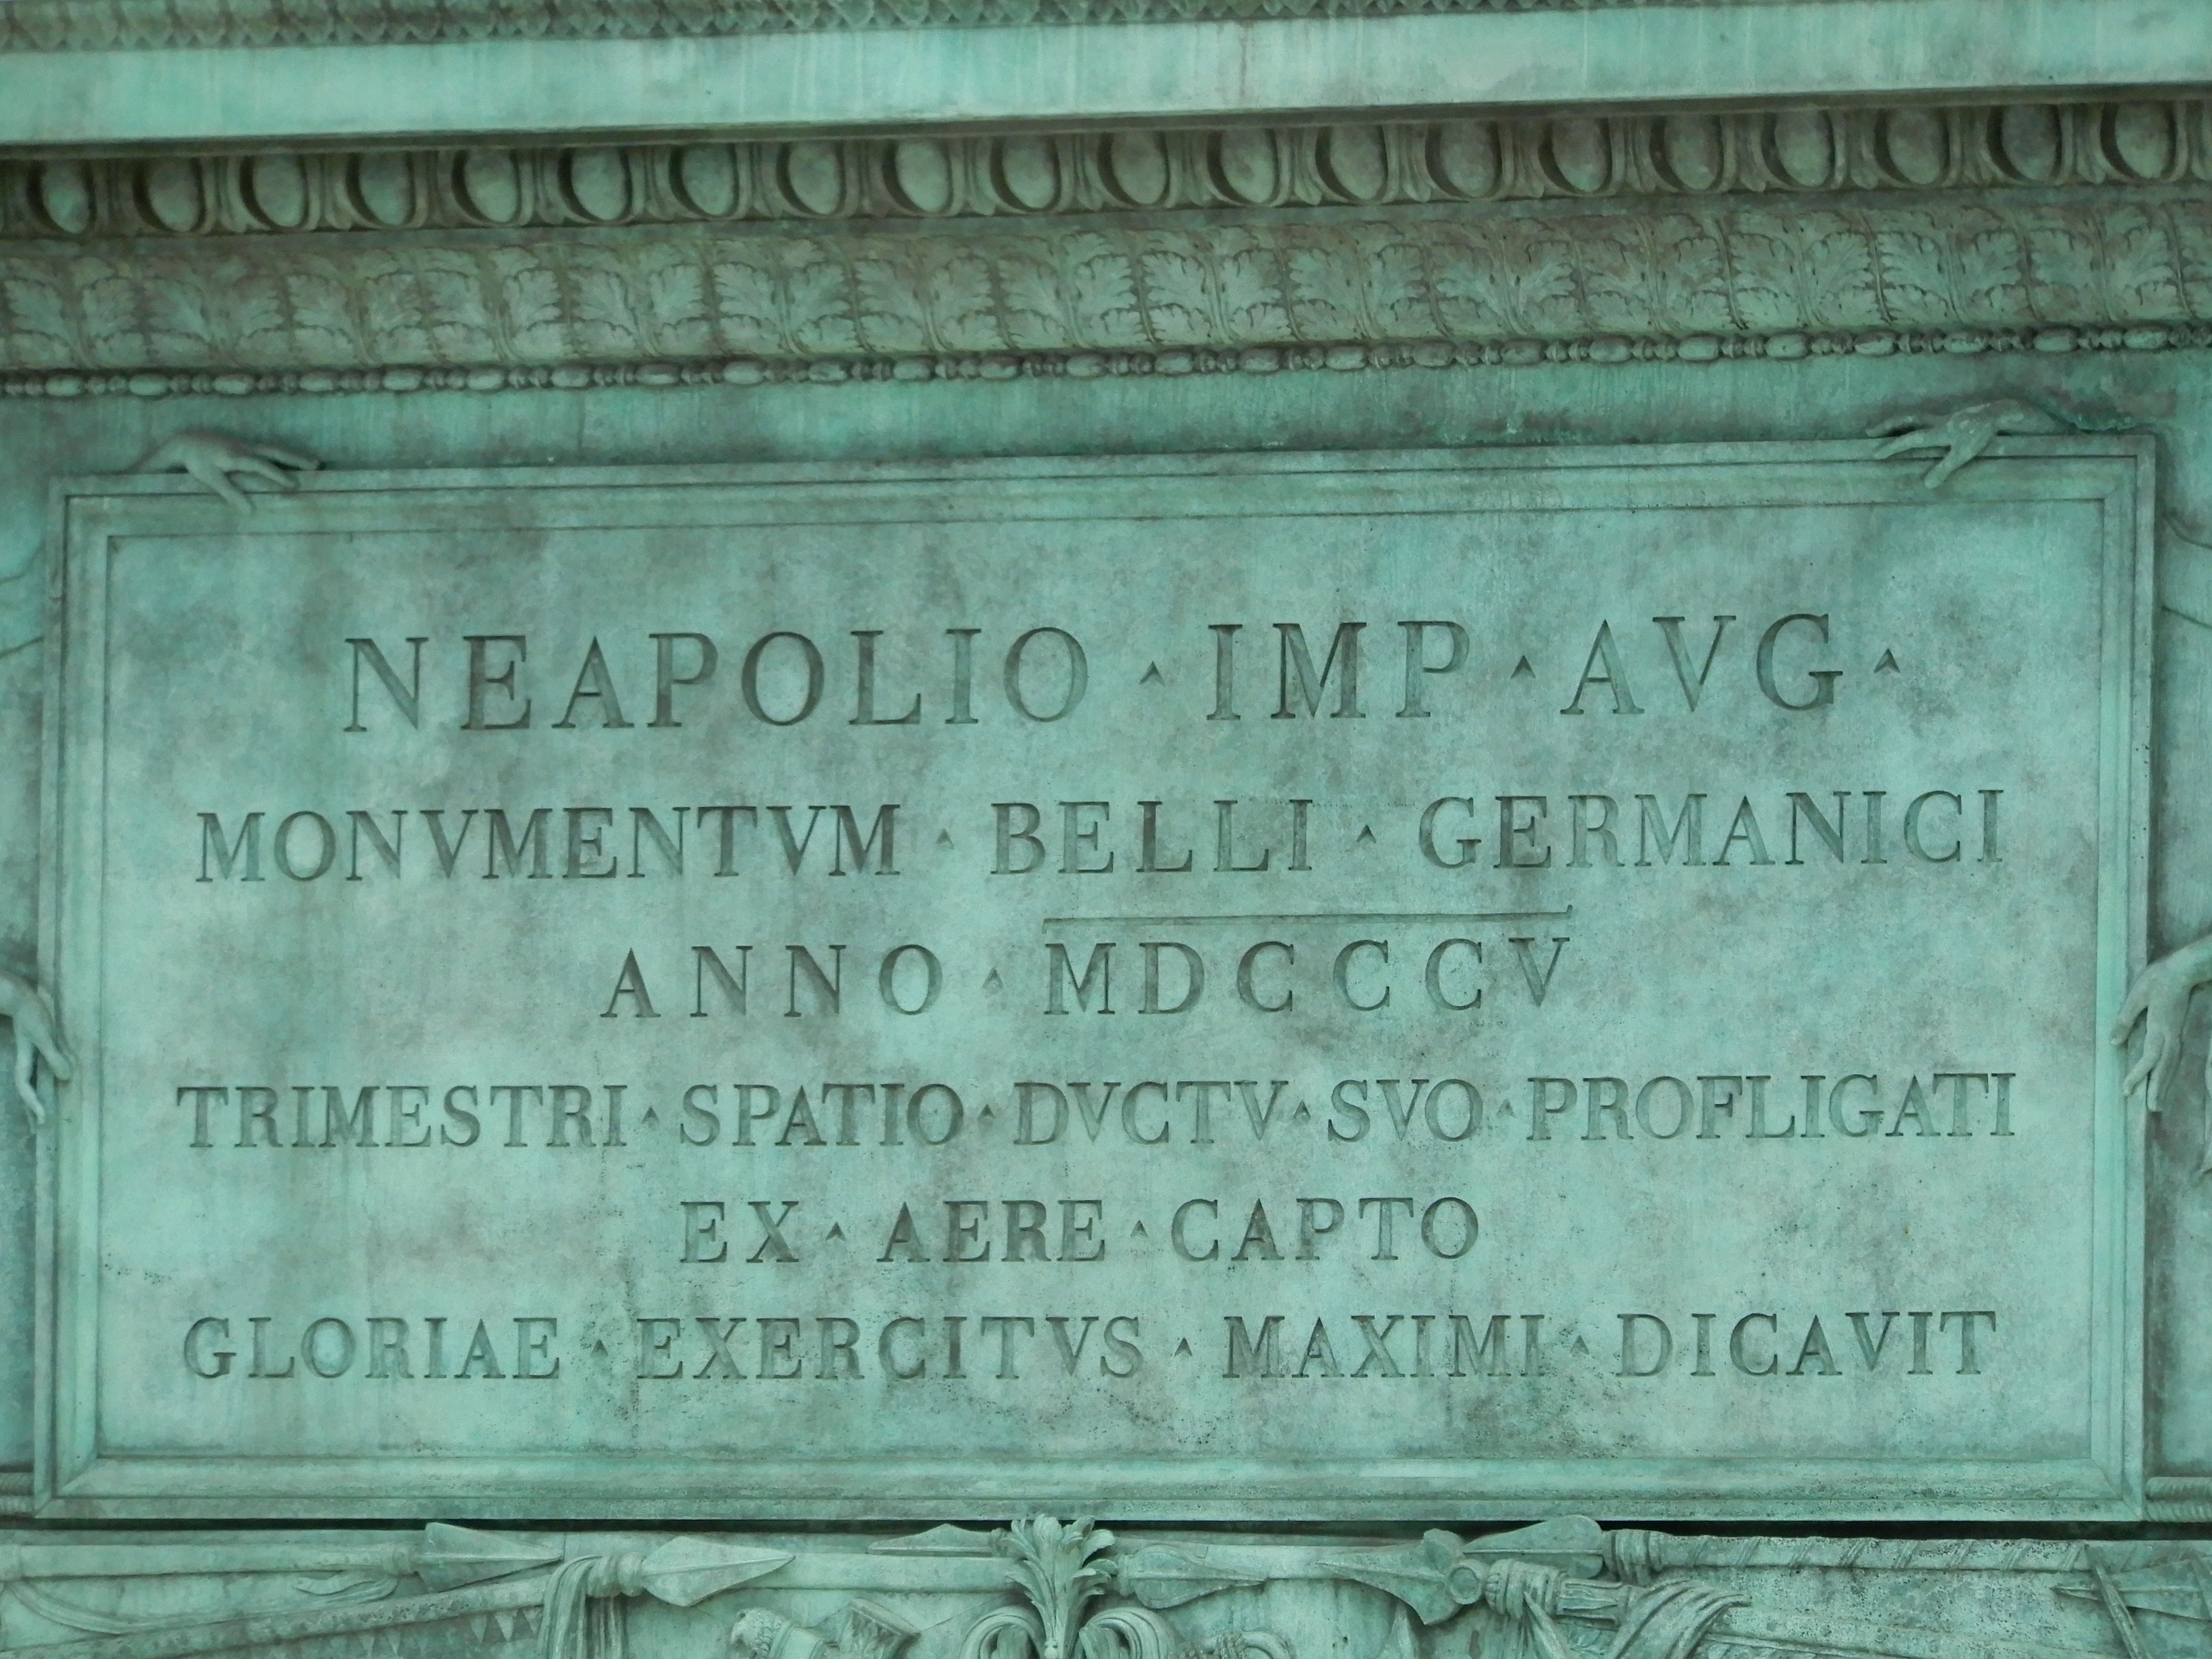 NEAPOLIO · IMP · AVG ·
MONVMENTVM · BELLI · GERMANICI
ANNO · MDCCCV
TRIMESTRI · SPATIO · DVCTV · SVO · PROFLIGATI
EX · AERE · CAPTO
GLORIAE · EXERCITVS · MAXIMI · DICAVIT